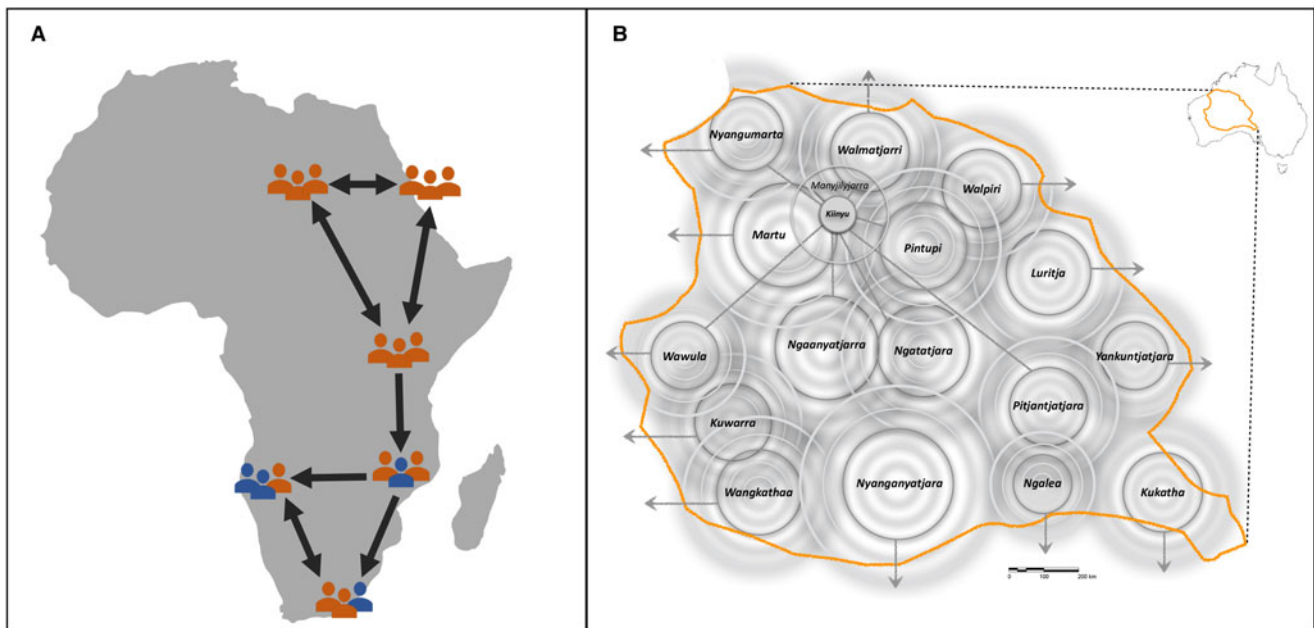 A
B
Nyangumarta
Walmatjarri
Manyjilyjarra
Walpiri
Kiinyu
Martu
Pintupi
Luritja
Wawula
Ngaanyatjarra
Ngatatjara
Yankuntjatjara
Pitjantjatjara
Kuwarra
Wangkathaa
Nyanganyatjara
Ngalea
Kukatha
0 100 200 km